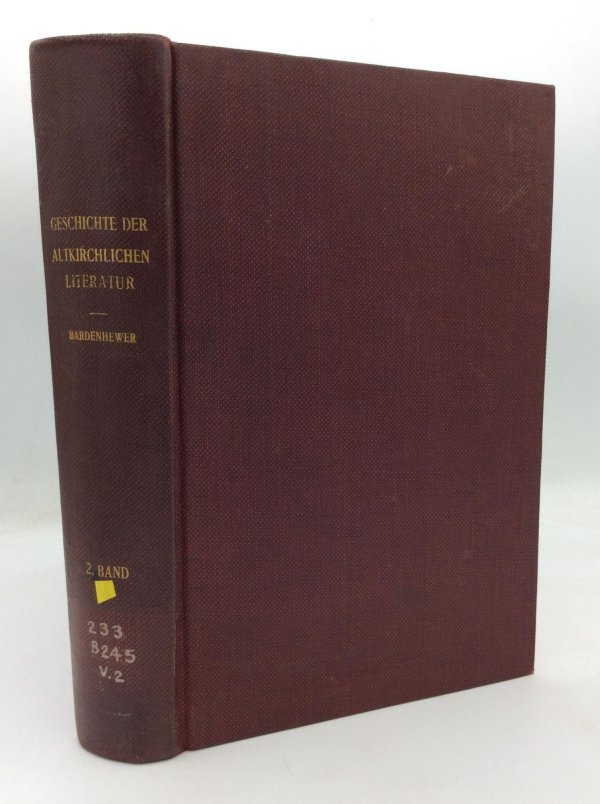 GESCHICHTE DER
ALTKIRCHLICHEN
LITERATUR
BARDENHEWER
2. BAND
233
B245
V.2